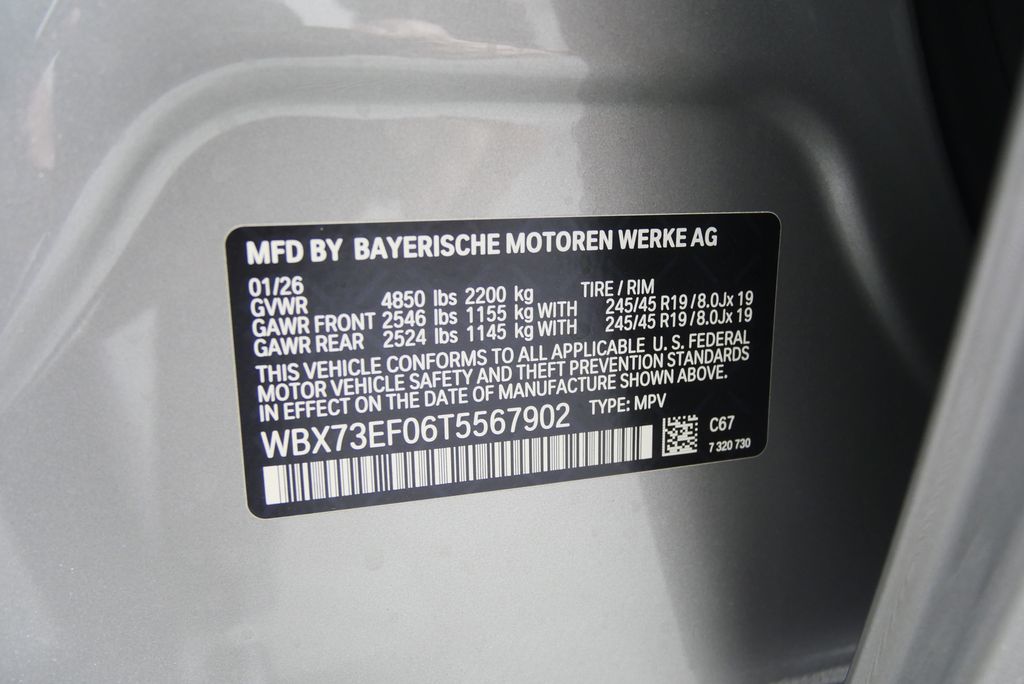 MFD BY BAYERISCHE MOTOREN WERKE AG
01/26 TIRE / RIM
GVWR 4850 lbs 2200 kg
GAWR FRONT 2546 lbs 1155 kg WITH 245/45 R19 / 8.0Jx 19
GAWR REAR 2524 lbs 1145 kg WITH 245/45 R19 / 8.0Jx 19
THIS VEHICLE CONFORMS TO ALL APPLICABLE U. S. FEDERAL
MOTOR VEHICLE SAFETY AND THEFT PREVENTION STANDARDS
IN EFFECT ON THE DATE OF MANUFACTURE SHOWN ABOVE.
WBX73EF06T5567902 TYPE: MPV
C67
7 320 730